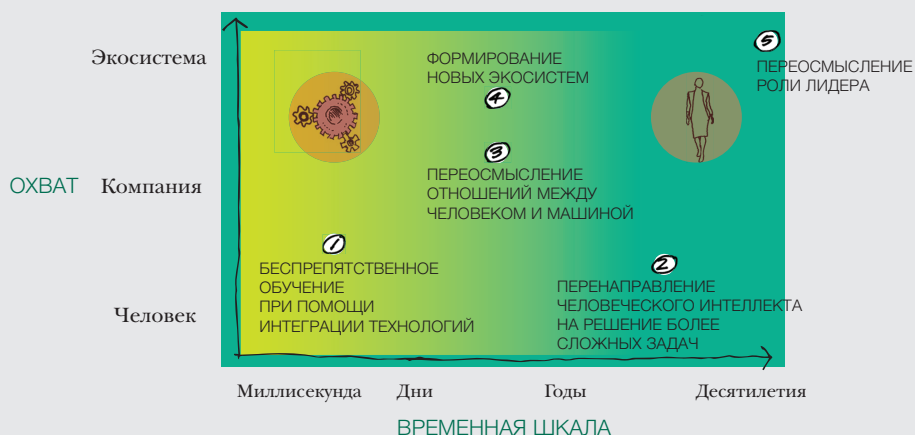 Экосистема
ФОРМИРОВАНИЕ
НОВЫХ ЭКОСИСТЕМ
4
5
ПЕРЕОСМЫСЛЕНИЕ
РОЛИ ЛИДЕРА
ОХВАТ
Компания
3
ПЕРЕОСМЫСЛЕНИЕ
ОТНОШЕНИЙ МЕЖДУ
ЧЕЛОВЕКОМ И МАШИНОЙ
Человек
1
БЕСПРЕПЯТСТВЕННОЕ
ОБУЧЕНИЕ
ПРИ ПОМОЩИ
ИНТЕГРАЦИИ ТЕХНОЛОГИЙ
2
ПЕРЕНАПРАВЛЕНИЕ
ЧЕЛОВЕЧЕСКОГО ИНТЕЛЛЕКТА
НА РЕШЕНИЕ БОЛЕЕ
СЛОЖНЫХ ЗАДАЧ
Миллисекунда Дни Годы Десятилетия
ВРЕМЕННАЯ ШКАЛА